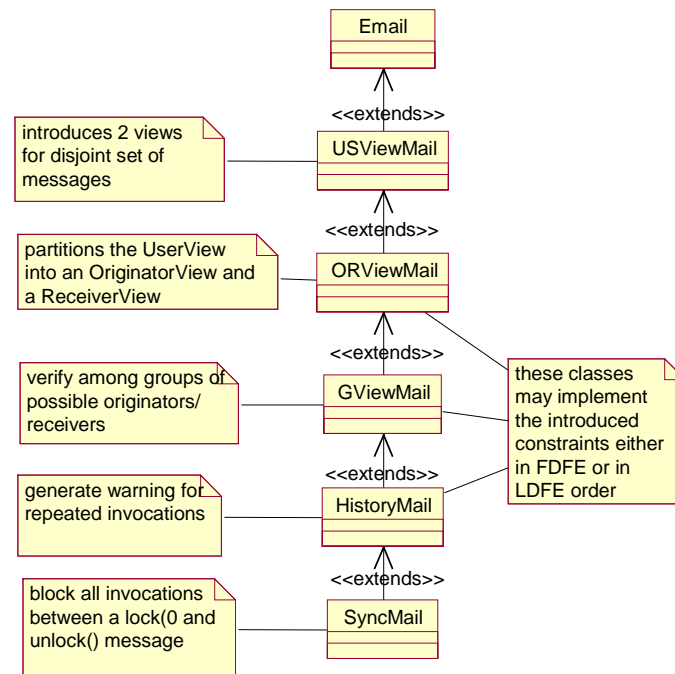 Email
<<extends>>
introduces 2 views
for disjoint set of
messages
USViewMail
<<extends>>
partitions the UserView
into an OriginatorView and
a ReceiverView
ORViewMail
<<extends>>
verify among groups of
possible originators/
receivers
GViewMail
these classes
may implement
the introduced
constraints either
in FDFE or in
LDFE order
<<extends>>
generate warning for
repeated invocations
HistoryMail
<<extends>>
block all invocations
between a lock(0 and
unlock() message
SyncMail